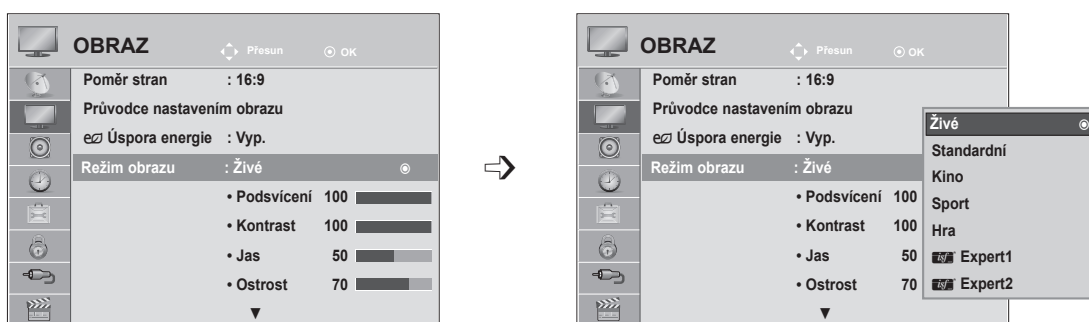 OBRAZ Přesun OK
Poměr stran : 16:9
Průvodce nastavením obrazu
Úspora energie : Vyp.
Režim obrazu : Živé
• Podsvícení 100
• Kontrast 100
• Jas 50
• Ostrost 70
OBRAZ Přesun OK
Poměr stran : 16:9
Průvodce nastavením obrazu
Úspora energie : Vyp.
Režim obrazu : Živé
• Podsvícení 100
• Kontrast 100
• Jas 50
• Ostrost 70
Živé
Standardní
Kino
Sport
Hra
isf Expert1
isf Expert2